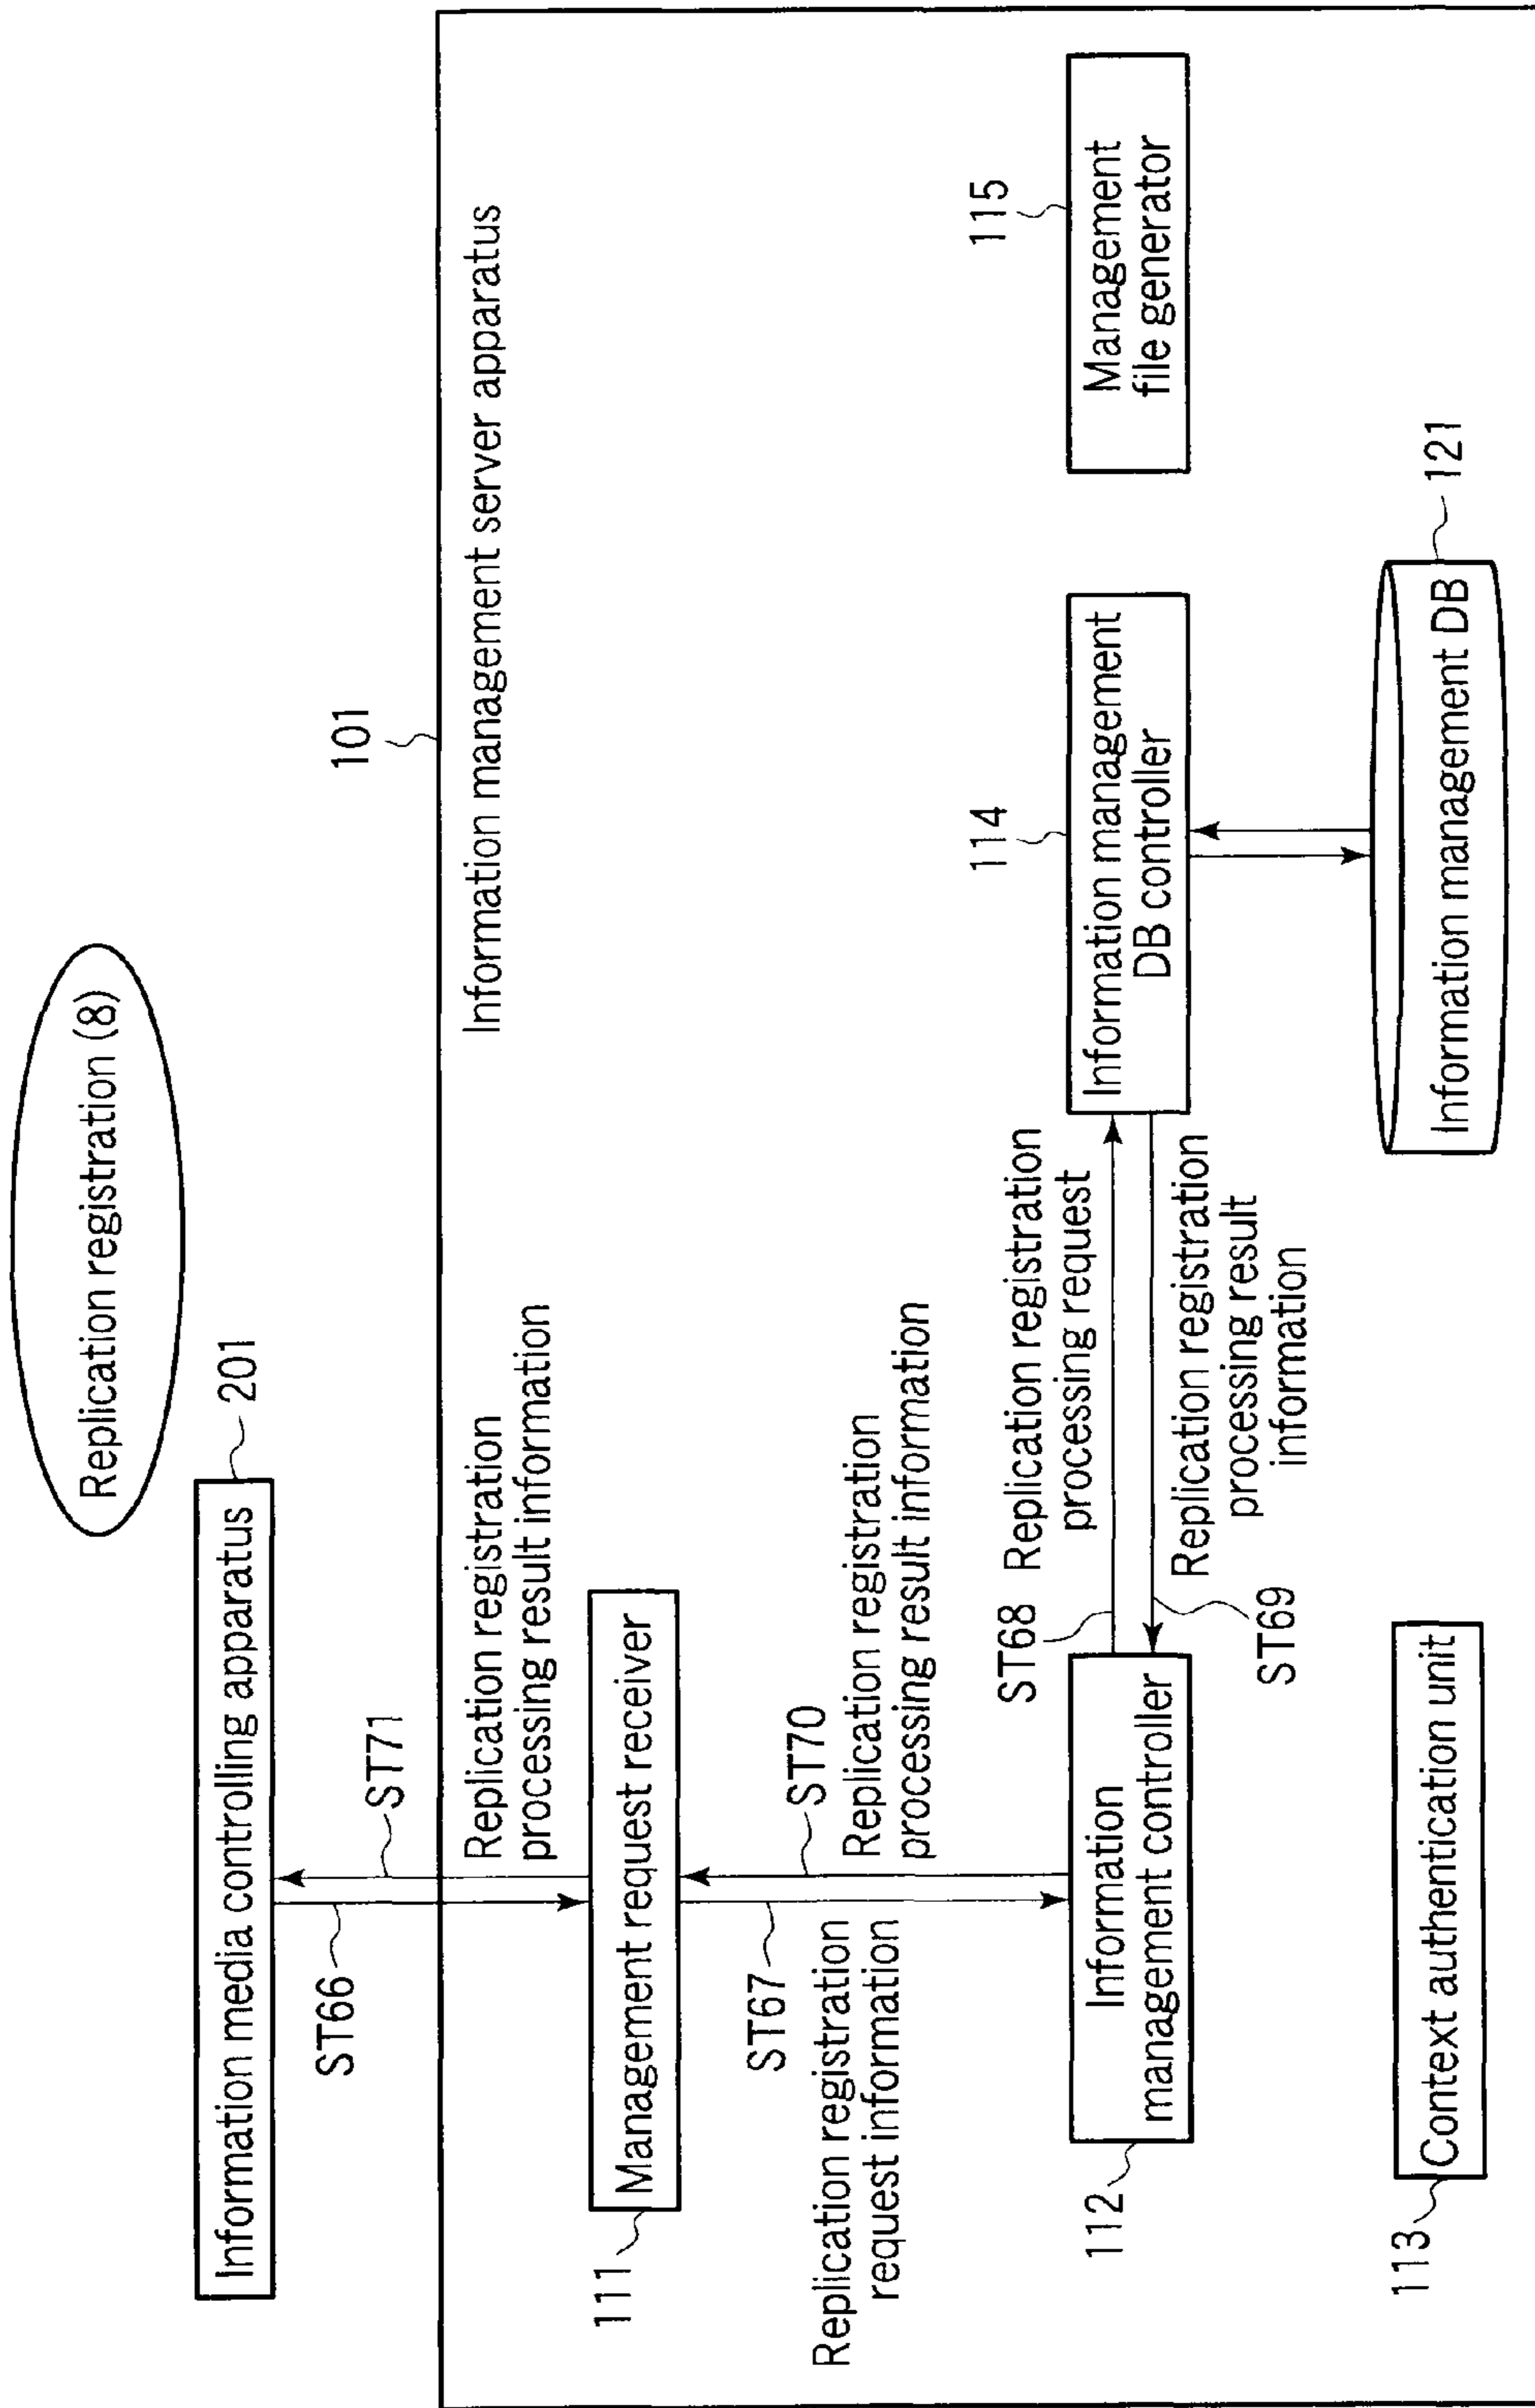 Replication registration (8)
Information media controlling apparatus
201
101
ST66
ST71
Information management server apparatus
Replication registration
processing result information
Management request receiver
111
ST67
ST70
Replication registration
request information
Replication registration
processing result information
Information
management controller
112
ST68
Replication registration
processing request
ST69
Replication registration
processing result
information
114
Information management
DB controller
115
Management
file generator
113
Context authentication unit
Information management DB
121